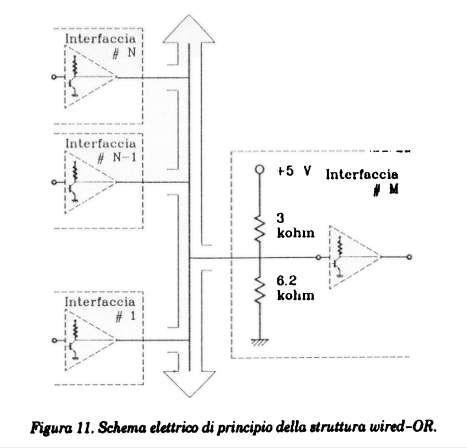 Interfaccia
# N
Interfaccia
# N-1
+5 V
Interfaccia
# M
3
kohm
6.2
kohm
Interfaccia
# 1
Figura 11. Schema elettrico di principio della struttura wired-OR.